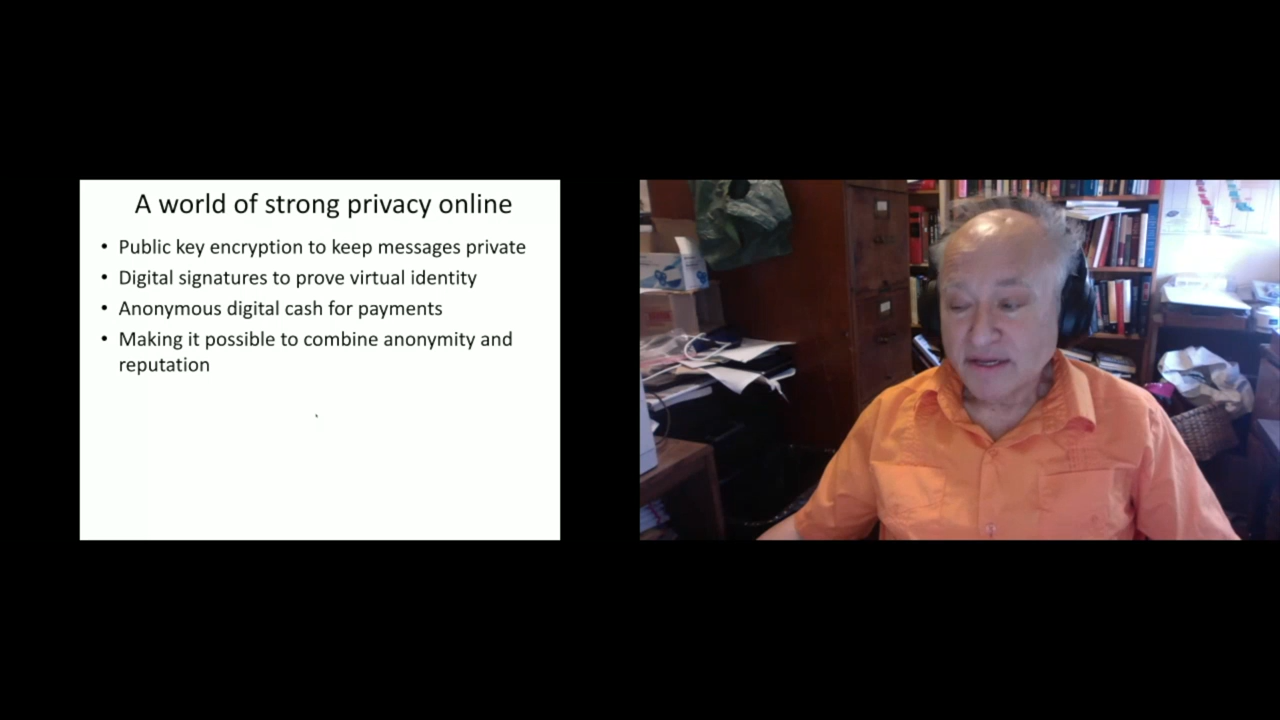 A world of strong privacy online
• Public key encryption to keep messages private
• Digital signatures to prove virtual identity
• Anonymous digital cash for payments
• Making it possible to combine anonymity and
reputation